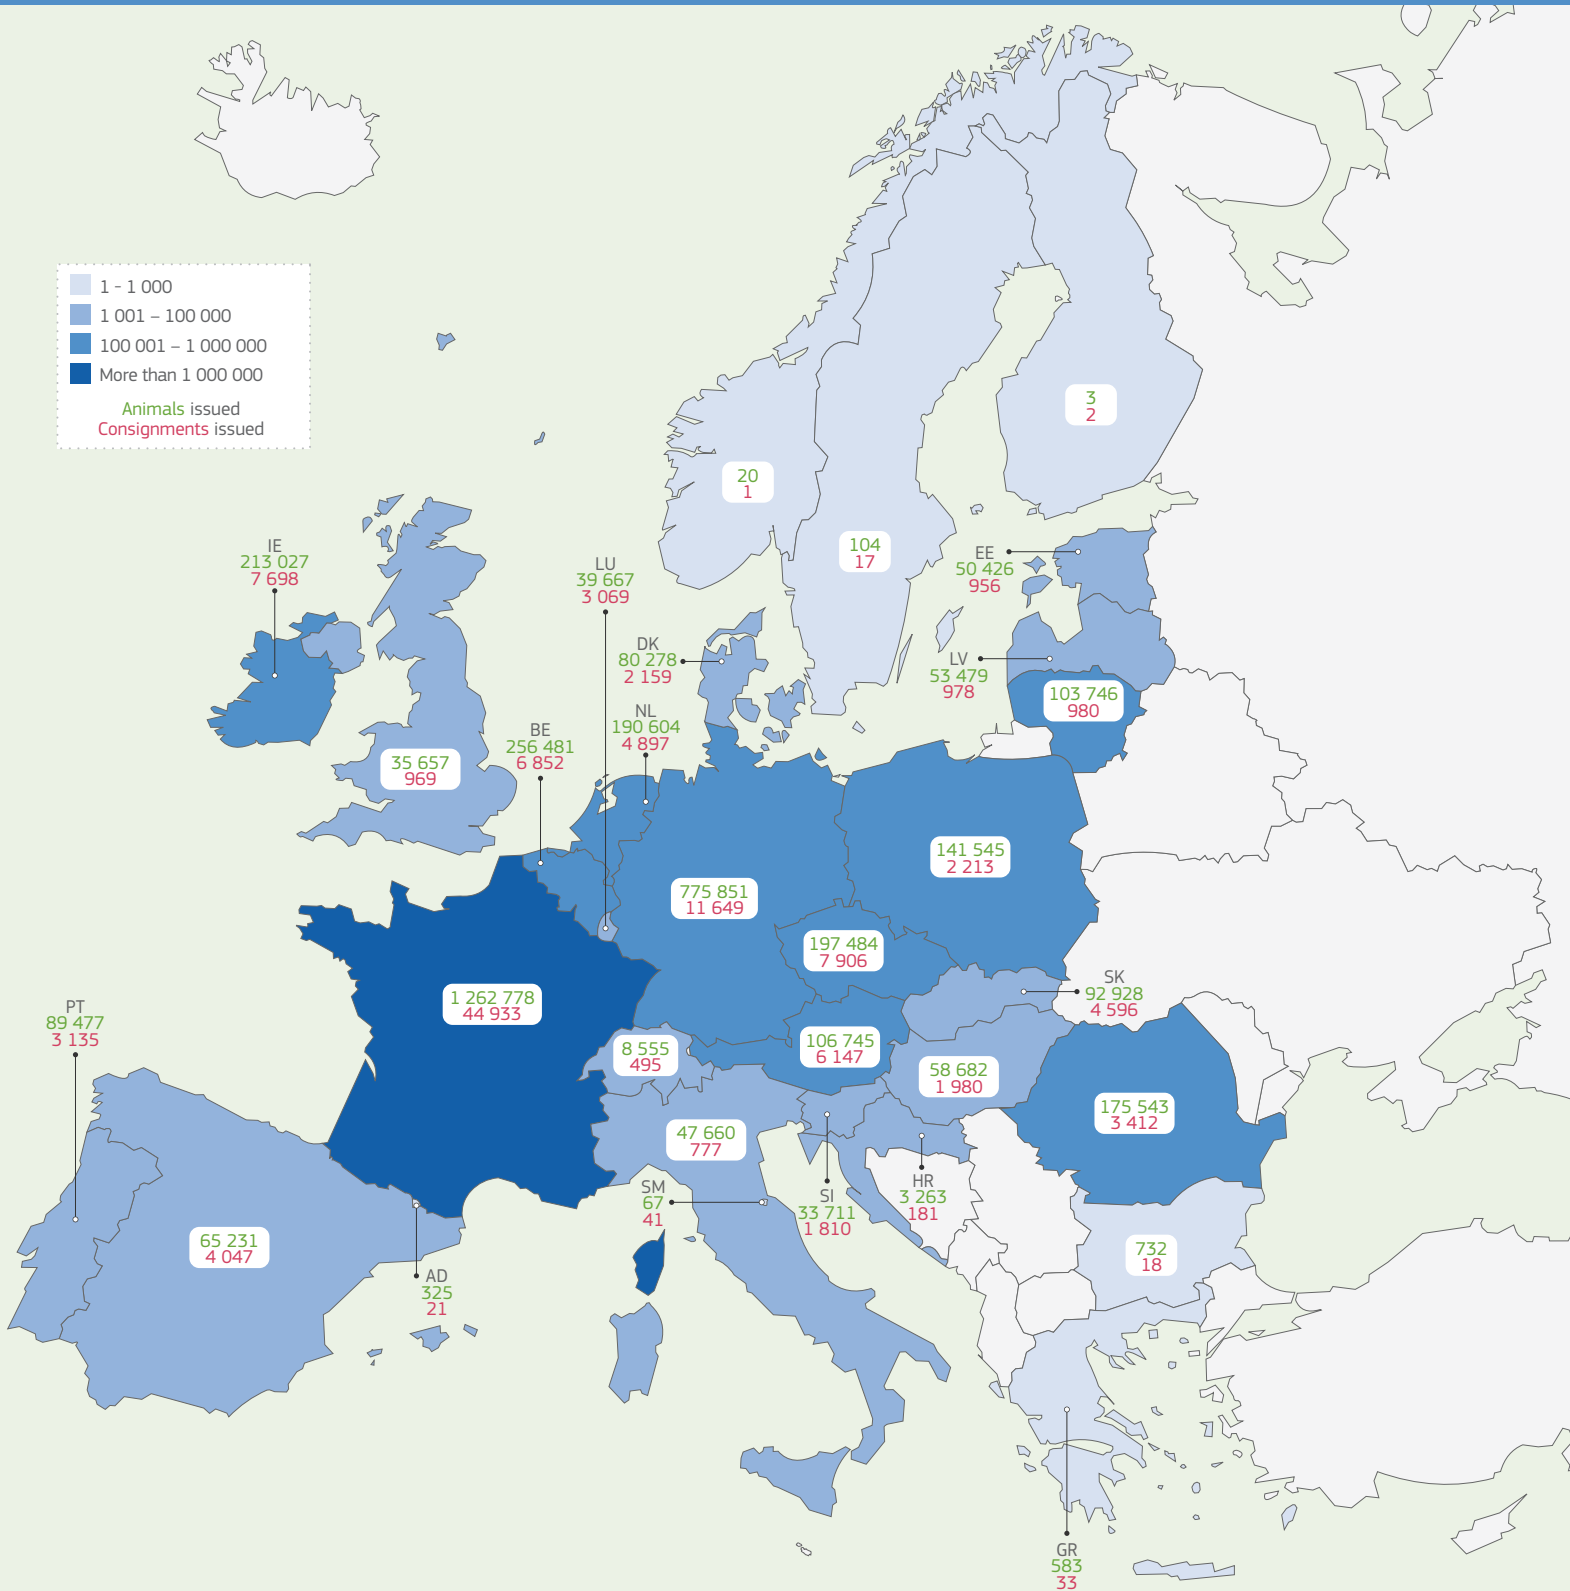 1 - 1 000
1 001 – 100 000
100 001 – 1 000 000
More than 1 000 000
Animals issued
Consignments issued
3
2
20
1
104
17
IE
213 027
7 698
LU
39 667
3 069
EE
50 426
956
DK
80 278
2 159
LV
53 479
978
103 746
980
NL
190 604
4 897
BE
256 481
6 852
35 657
969
141 545
2 213
775 851
11 649
197 484
7 906
SK
92 928
4 596
1 262 778
44 933
PT
89 477
3 135
8 555
495
106 745
6 147
58 682
1 980
175 543
3 412
47 660
777
SM
67
41
SI
33 711
1 810
HR
3 263
181
65 231
4 047
732
18
AD
325
21
GR
583
33